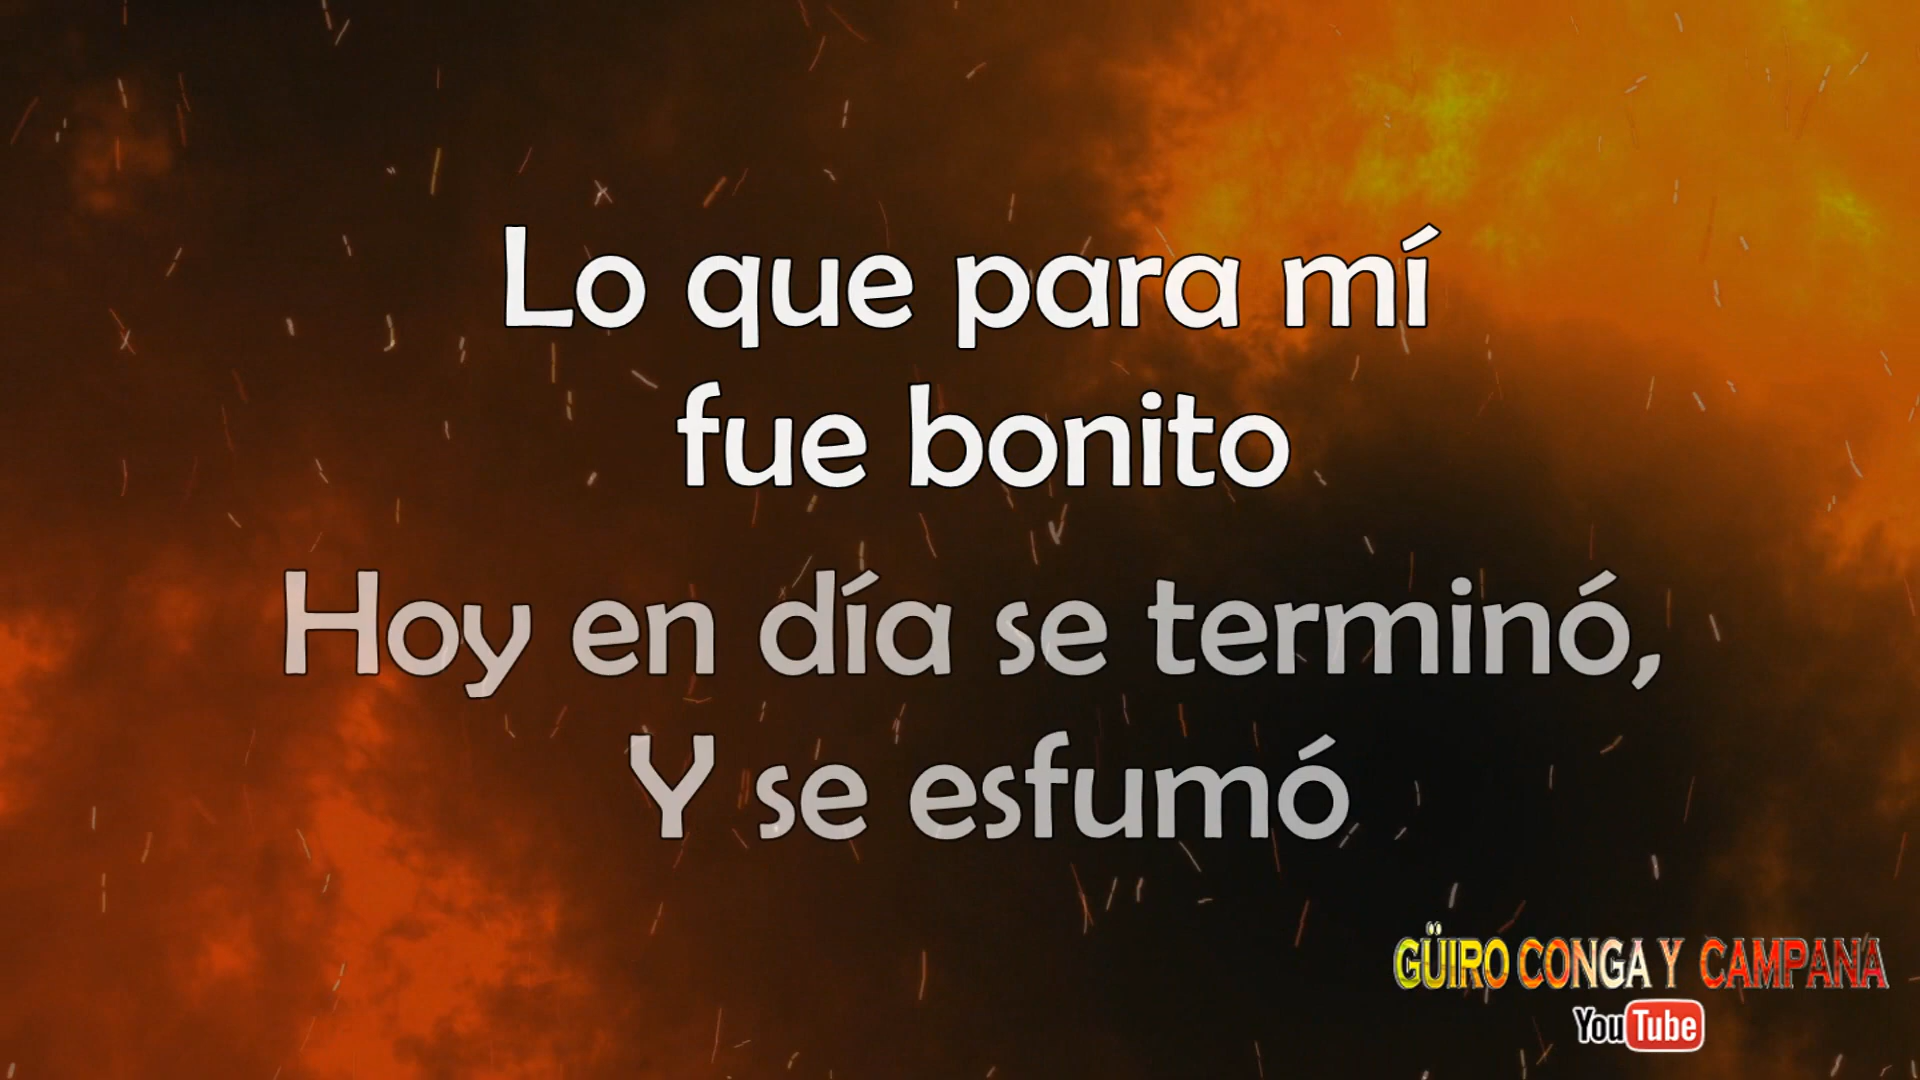 Lo que para mí
fue bonito
Hoy en día se terminó,
Y se esfumó
GÜIRO CONGA Y CAMPANA
YouTube